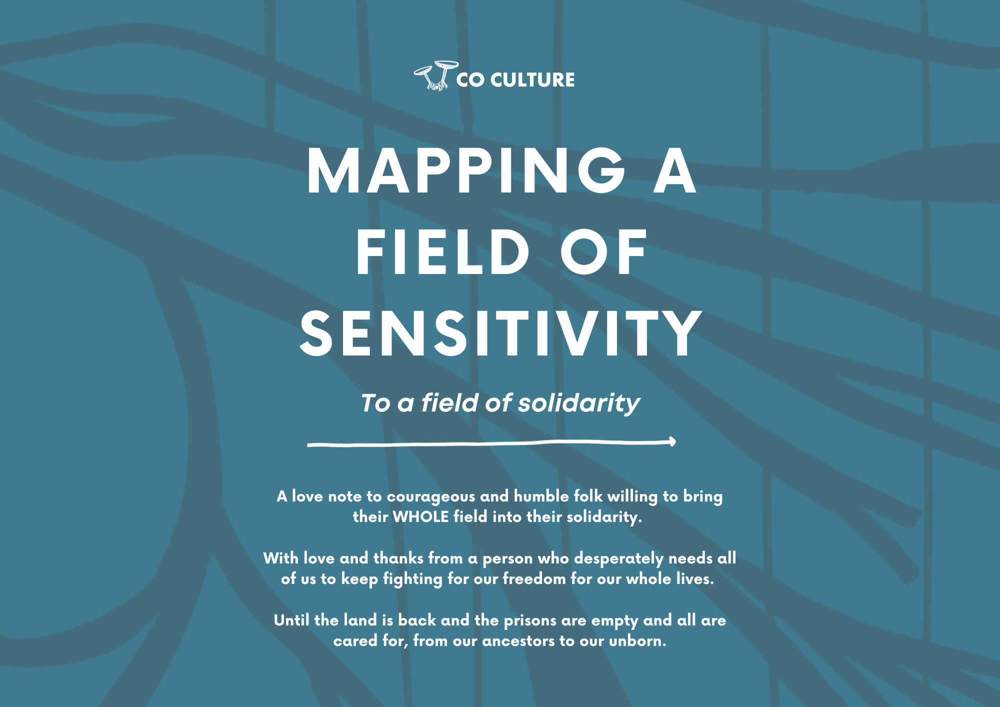 CO CULTURE
MAPPING A
FIELD OF
SENSITIVITY
To a field of solidarity
A love note to courageous and humble folk willing to bring
their WHOLE field into their solidarity.
With love and thanks from a person who desperately needs all
of us to keep fighting for our freedom for our whole lives.
Until the land is back and the prisons are empty and all are
cared for, from our ancestors to our unborn.